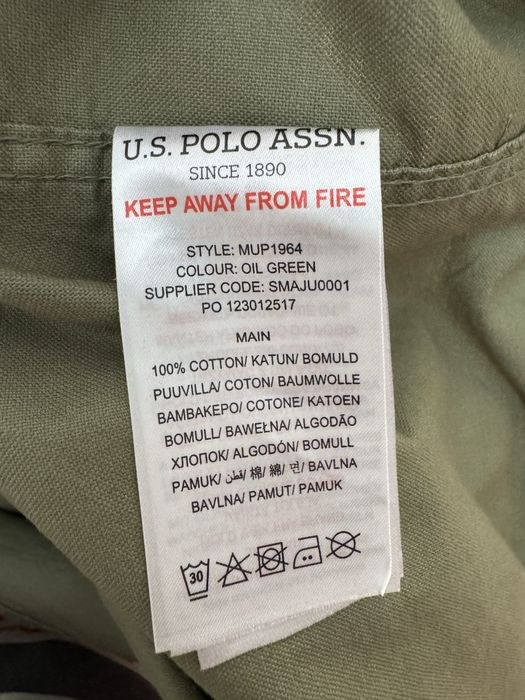 U.S. POLO ASSN.
SINCE 1890
KEEP AWAY FROM FIRE
STYLE: MUP1964
COLOUR: OIL GREEN
SUPPLIER CODE: SMAJU0001
PO 123012517
MAIN
100% COTTON/ KATUN/ BOMULD
PUUVILLA/ COTON/ BAUMWOLLE
BAMBAKEPO/ COTONE/ KATOEN
BOMULL/ BAWEŁNA/ ALGODÃO
ХЛОПОК/ ALGODÓN/ BOMULL
PAMUK/ قطن/ 棉/ 綿/ 면/ BAVLNA
BAVLNA/ PAMUT/ PAMUK
30